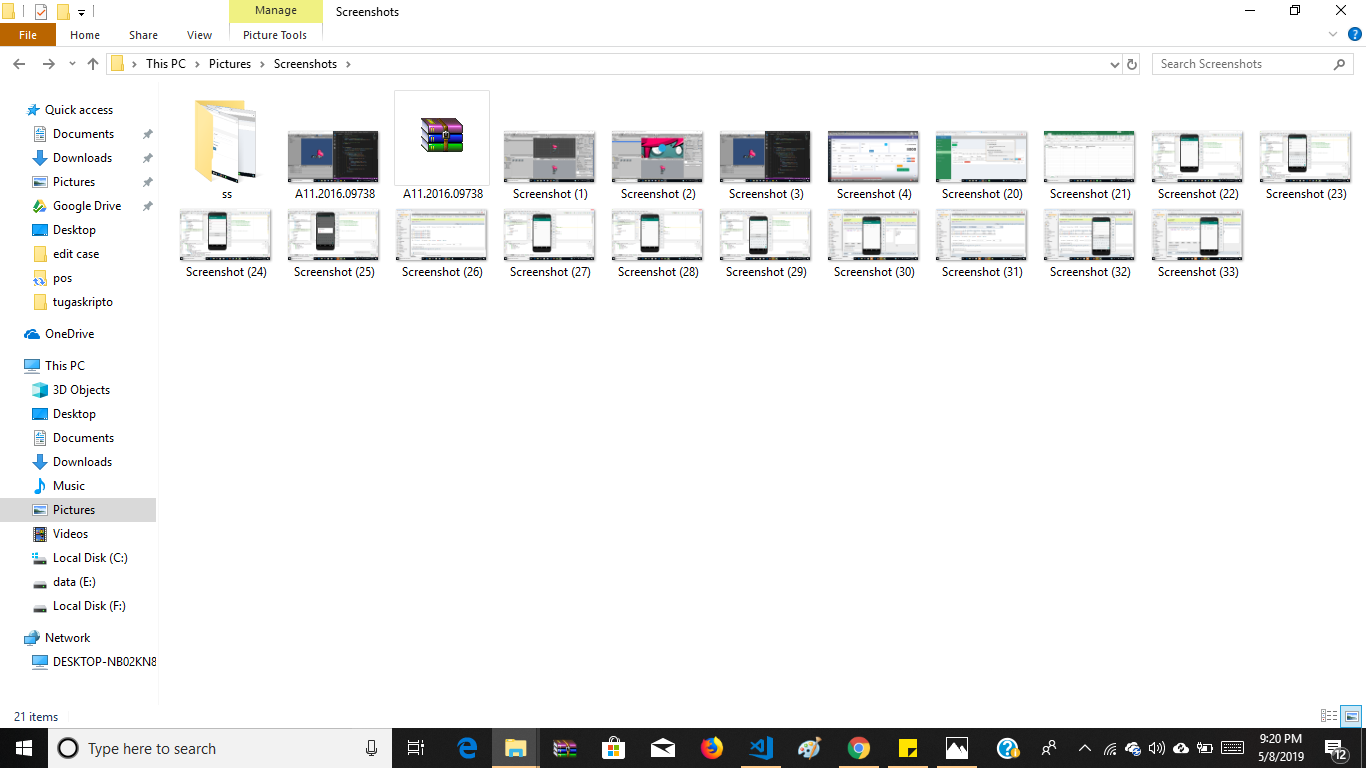 Manage
Screenshots
File
Home
Share
View
Picture Tools
This PC
Pictures
Screenshots
Search Screenshots
Quick access
Documents
Downloads
Pictures
Google Drive
Desktop
edit case
pos
tugaskripto
OneDrive
This PC
3D Objects
Desktop
Documents
Downloads
Music
Pictures
Videos
Local Disk (C:)
data (E:)
Local Disk (F:)
Network
DESKTOP-NB02KN8
ss
A11.2016.09738
A11.2016.09738
Screenshot (1)
Screenshot (2)
Screenshot (3)
Screenshot (4)
Screenshot (20)
Screenshot (21)
Screenshot (22)
Screenshot (23)
Screenshot (24)
Screenshot (25)
Screenshot (26)
Screenshot (27)
Screenshot (28)
Screenshot (29)
Screenshot (30)
Screenshot (31)
Screenshot (32)
Screenshot (33)
21 items
Type here to search
9:20 PM
5/8/2019
12